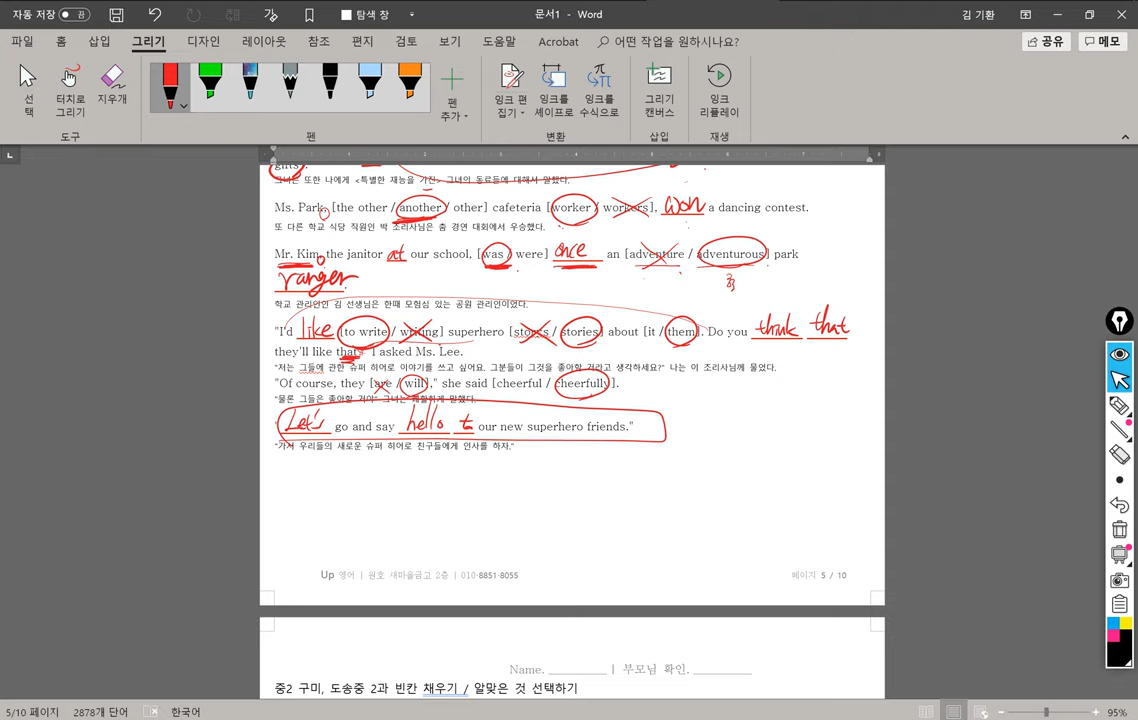 자동 저장 끔 탐색 창 문서1 - Word 김 기환
파일 홈 삽입 그리기 디자인 레이아웃 참조 편지 검토 보기 도움말 Acrobat 어떤 작업을 원하시나요? 공유 메모
선택 터치로 그리기 지우개 펜 추가 잉크 편집기 잉크를 셰이프로 잉크를 수식으로 그리기 캔버스 잉크 리플레이
도구 펜 변환 삽입 재생
그녀는 또한 나에게 <특별한 재능을 가진> 그녀의 동료들에 대해서 말했다.
Ms. Park, [the other / another / other] cafeteria [worker / workers], won a dancing contest.
또 다른 학교 식당 직원인 박 조리사님은 춤 경연 대회에서 우승했다.
Mr. Kim, the janitor at our school, [was / were] once an [adventure / adventurous] park
ranger.
학교 관리인인 김 선생님은 한때 모험심 있는 공원 관리인이었다.
"I'd like [to write / writing] superhero [storys / stories] about [it / them]. Do you think that
they'll like that" I asked Ms. Lee.
"저는 그들에 관한 슈퍼 히어로 이야기를 쓰고 싶어요. 그분들이 그것을 좋아할 거라고 생각하세요?" 나는 이 조리사님께 물었다.
"Of course, they [are / will]," she said [cheerful / cheerfully].
"물론 그들은 좋아할 거야" 그녀는 쾌활하게 말했다.
"Let's go and say hello to our new superhero friends."
"가서 우리들의 새로운 슈퍼 히어로 친구들에게 인사를 하자."
Up 영어 | 원호 새마을금고 2층 | 010-8851-8055 페이지 5 / 10
Name. ________ | 부모님 확인. ________
중2 구미, 도송중 2과 빈칸 채우기 / 알맞은 것 선택하기
5/10 페이지 2878개 단어 한국어 95%